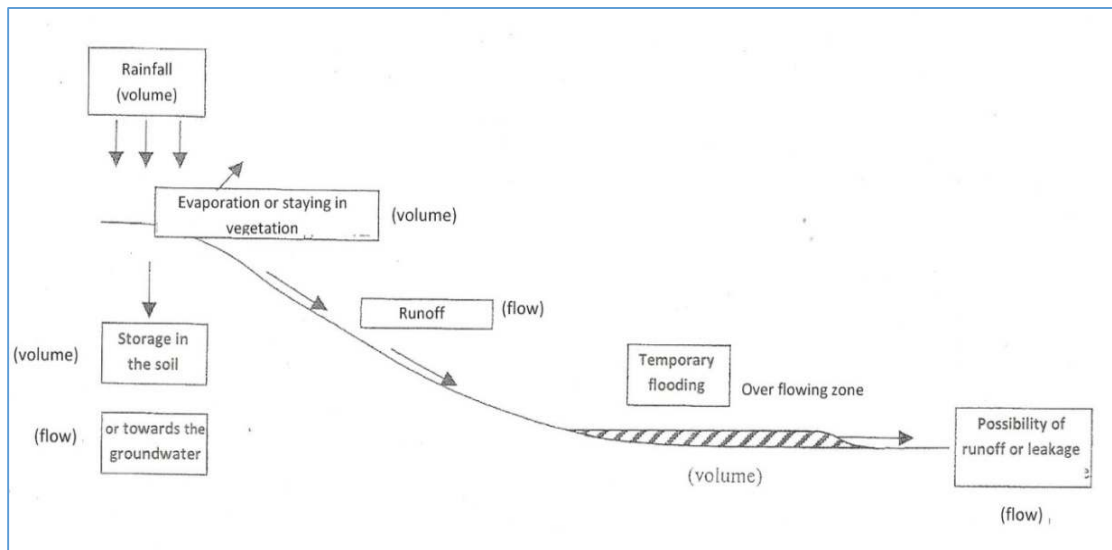 Rainfall
(volume)
Evaporation or staying in
vegetation
(volume)
Runoff
(flow)
Storage in
the soil
(volume)
or towards the
groundwater
(flow)
Temporary
flooding
Over flowing zone
(volume)
Possibility of
runoff or leakage
(flow)